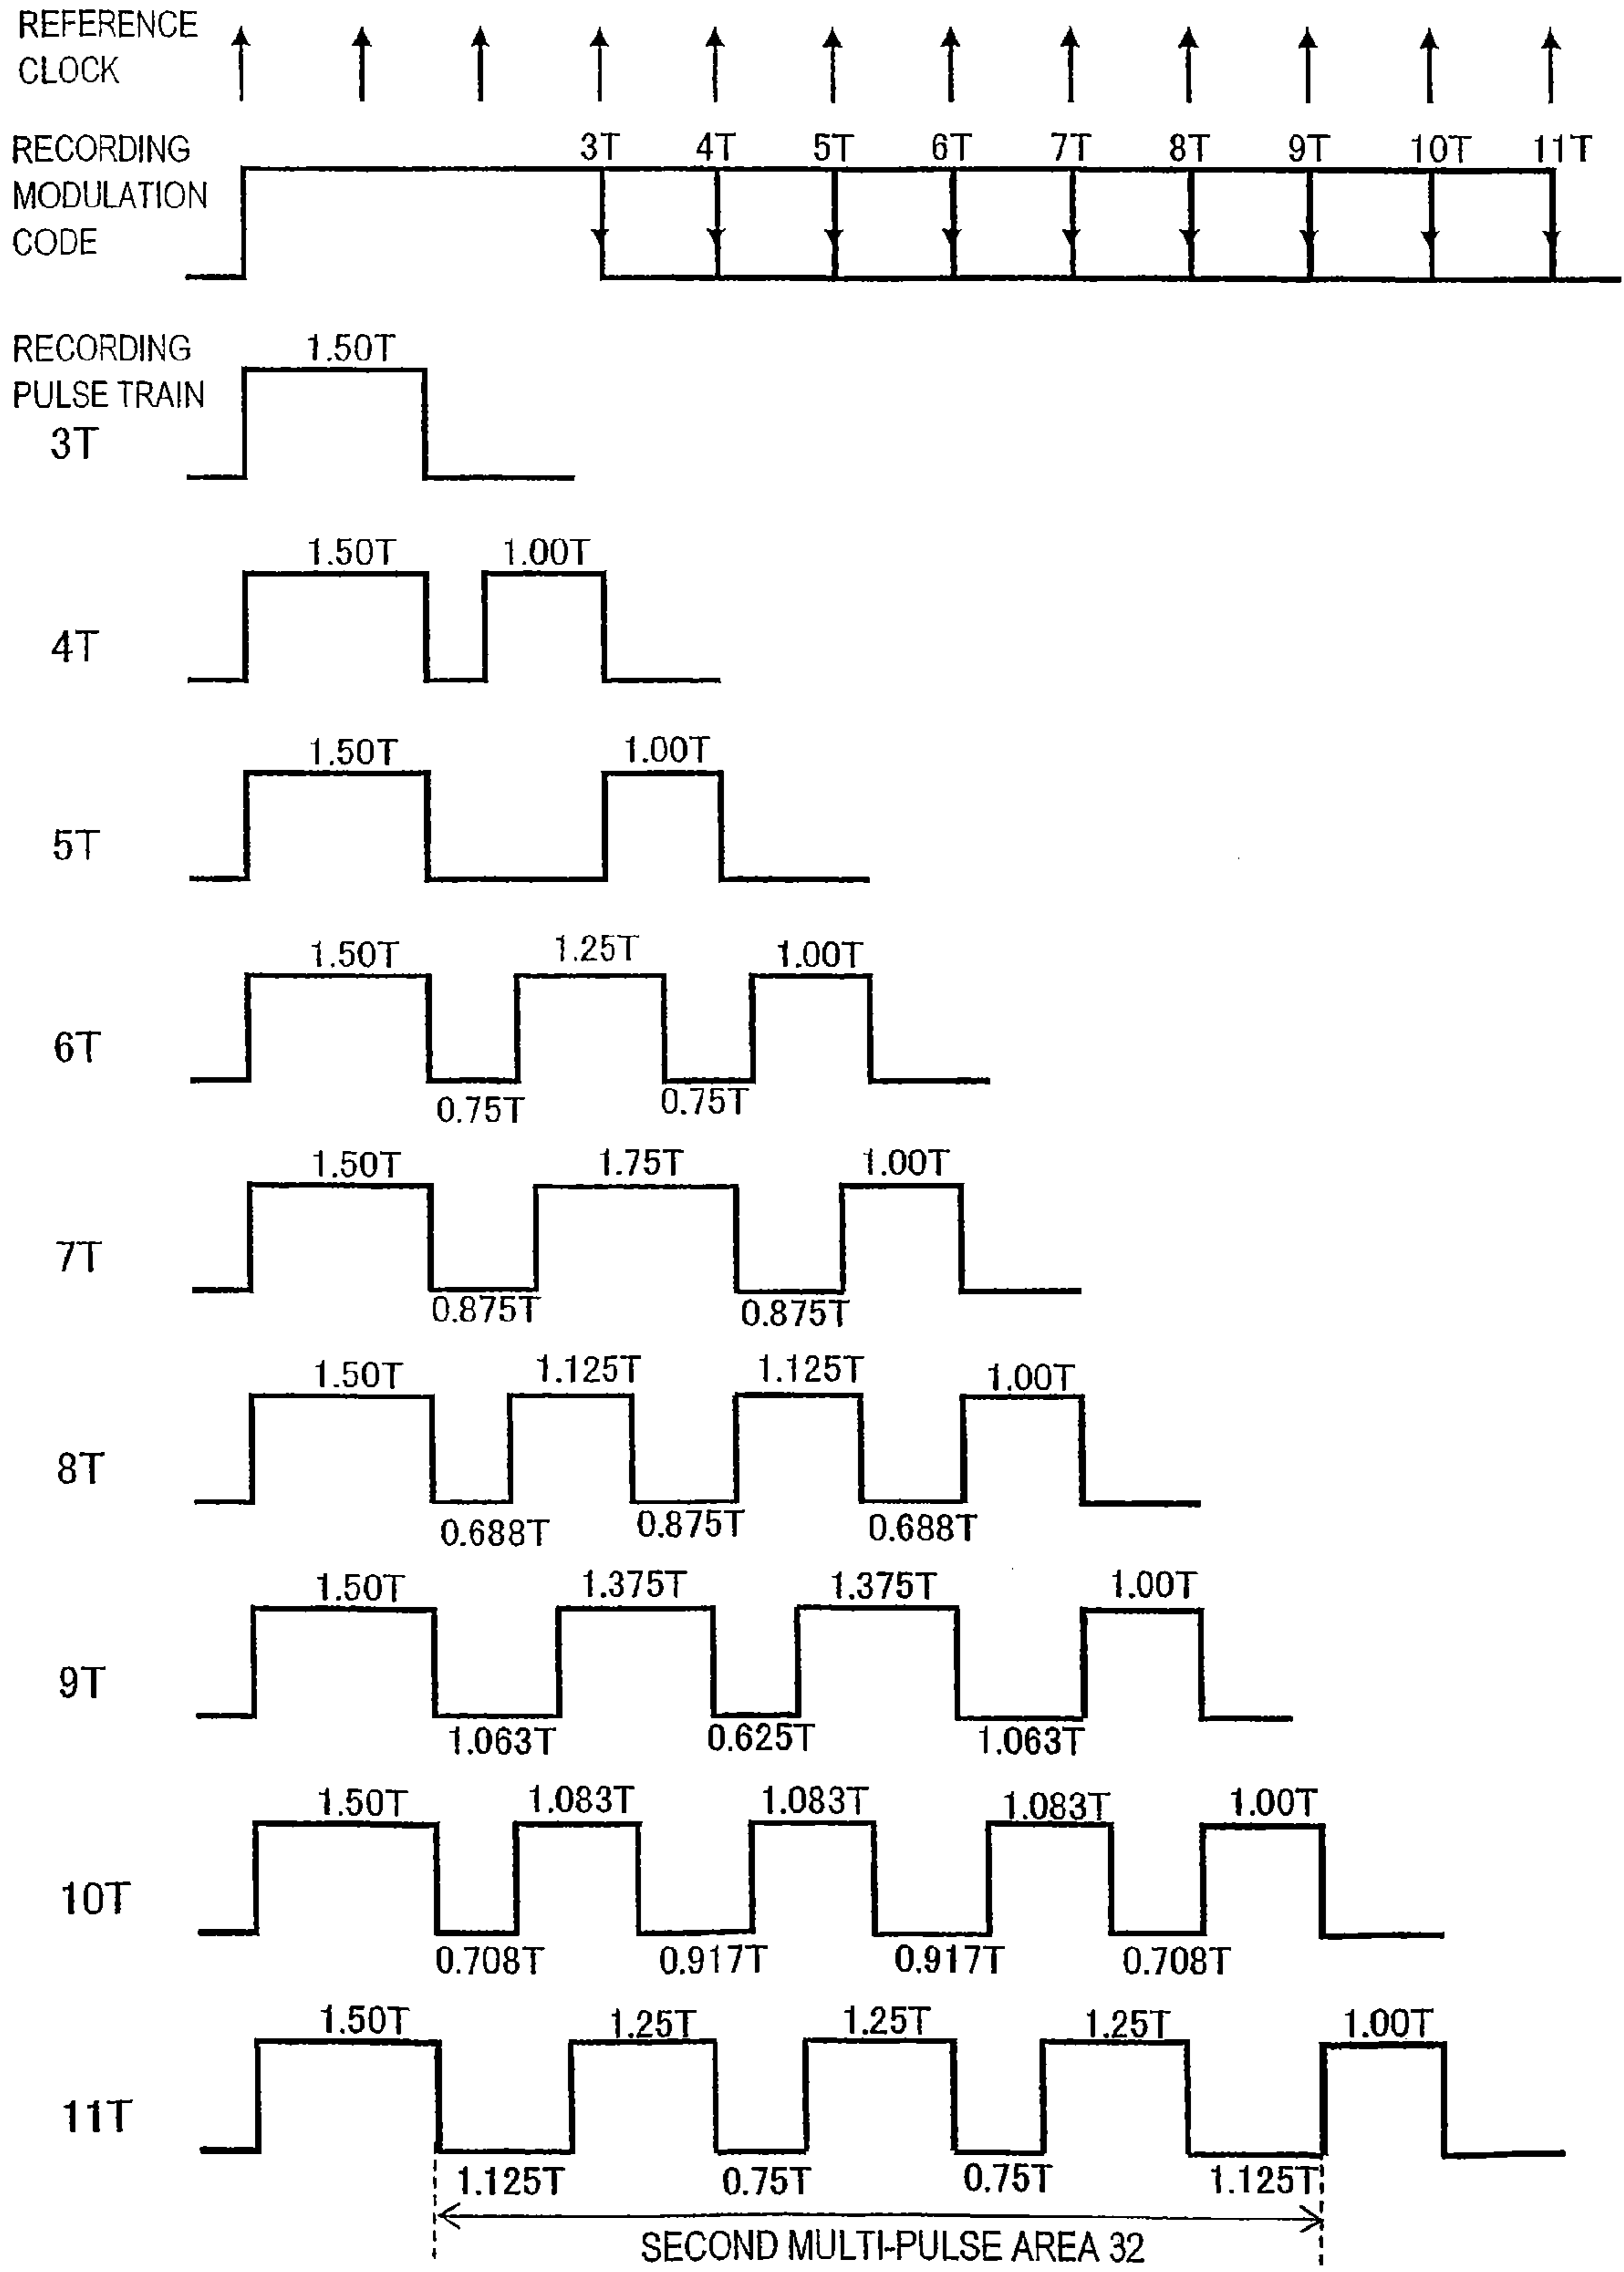 REFERENCE
CLOCK
RECORDING
MODULATION
CODE
3T 4T 5T 6T 7T 8T 9T 10T 11T
RECORDING
PULSE TRAIN
3T
1.50T
4T
1.50T 1.00T
5T
1.50T 1.00T
6T
1.50T 1.25T 1.00T
0.75T 0.75T
7T
1.50T 1.75T 1.00T
0.875T 0.875T
8T
1.50T 1.125T 1.125T 1.00T
0.688T 0.875T 0.688T
9T
1.50T 1.375T 1.375T 1.00T
1.063T 0.625T 1.063T
10T
1.50T 1.083T 1.083T 1.083T 1.00T
0.708T 0.917T 0.917T 0.708T
11T
1.50T 1.25T 1.25T 1.25T 1.00T
1.125T 0.75T 0.75T 1.125T
SECOND MULTI-PULSE AREA 32